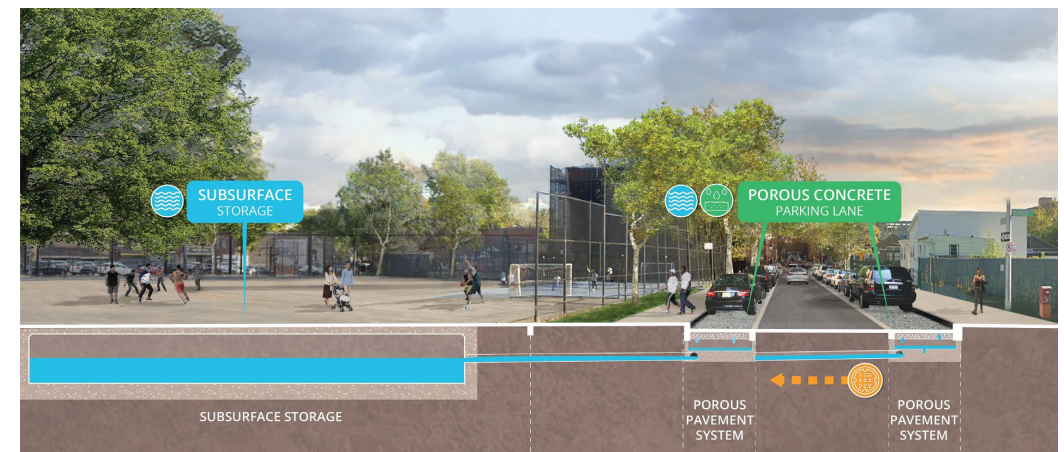 SUBSURFACE
STORAGE
POROUS CONCRETE
PARKING LANE
SUBSURFACE STORAGE
POROUS
PAVEMENT
SYSTEM
POROUS
PAVEMENT
SYSTEM